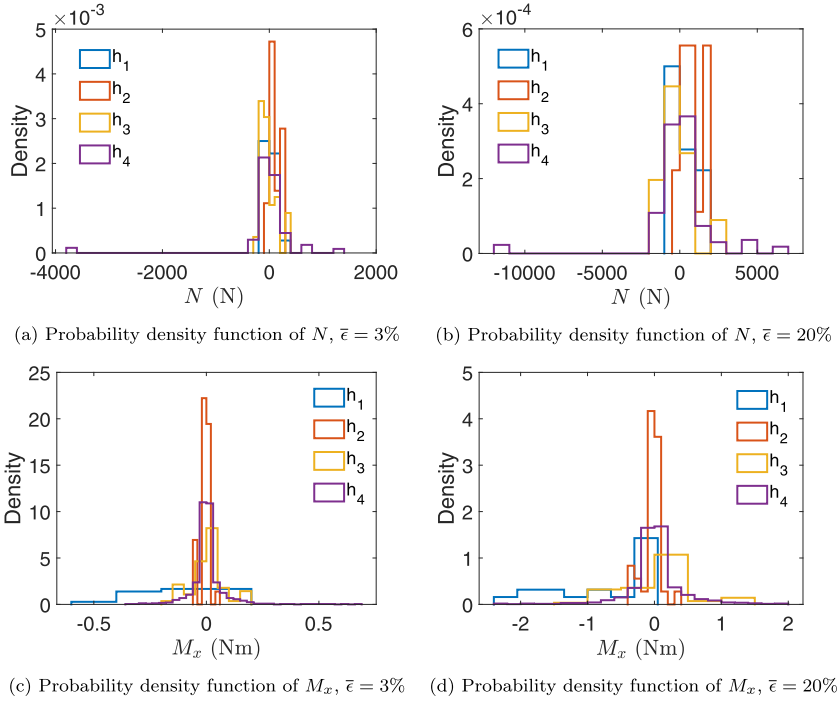 ×10⁻³
5
4
3
2
1
0
Density
h₁
h₂
h₃
h₄
-4000 -2000 0 2000
N (N)
(a) Probability density function of N, ε̅ = 3%
×10⁻⁴
6
4
2
0
Density
h₁
h₂
h₃
h₄
-10000 -5000 0 5000
N (N)
(b) Probability density function of N, ε̅ = 20%
25
20
15
10
5
0
Density
h₁
h₂
h₃
h₄
-0.5 0 0.5
Mₓ (Nm)
(c) Probability density function of Mₓ, ε̅ = 3%
5
4
3
2
1
0
Density
h₁
h₂
h₃
h₄
-2 -1 0 1 2
Mₓ (Nm)
(d) Probability density function of Mₓ, ε̅ = 20%